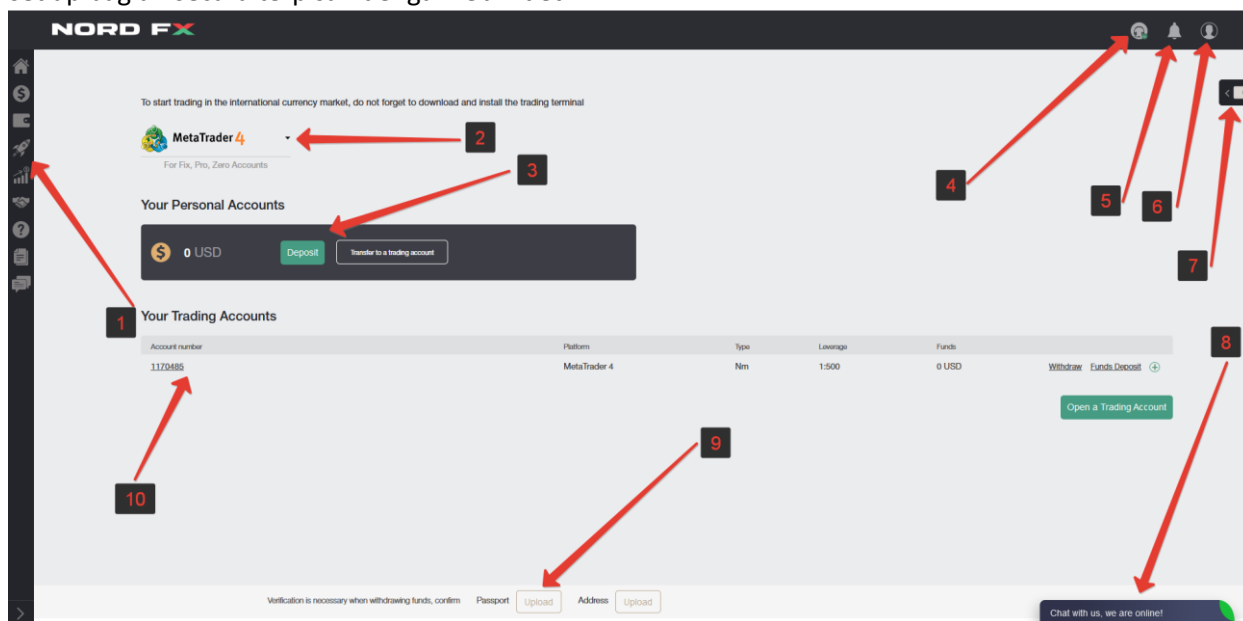 NORD FX
To start trading in the international currency market, do not forget to download and install the trading terminal
MetaTrader 4
For Fix, Pro, Zero Accounts
2
3
4
5
6
7
Your Personal Accounts
0 USD Deposit Transfer to a trading account
1
Your Trading Accounts
8
Account number Platform Type Leverage Funds
1170485 MetaTrader 4 Nm 1:500 0 USD Withdraw Funds Deposit
Open a Trading Account
9
10
Verification is necessary when withdrawing funds, confirm Passport Upload Address Upload
Chat with us, we are online!